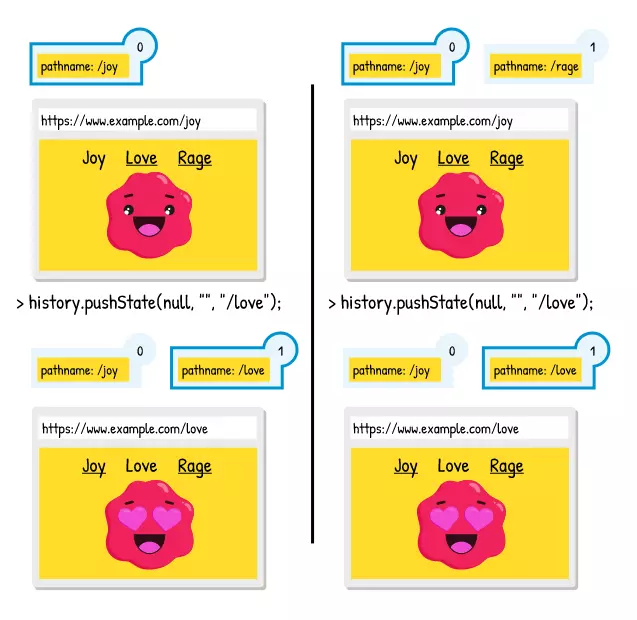 0
pathname: /joy
https://www.example.com/joy
Joy Love Rage
> history.pushState(null, "", "/love");
0
pathname: /joy
1
pathname: /love
https://www.example.com/love
Joy Love Rage
0
pathname: /joy
1
pathname: /rage
https://www.example.com/joy
Joy Love Rage
> history.pushState(null, "", "/love");
0
pathname: /joy
1
pathname: /love
https://www.example.com/love
Joy Love Rage